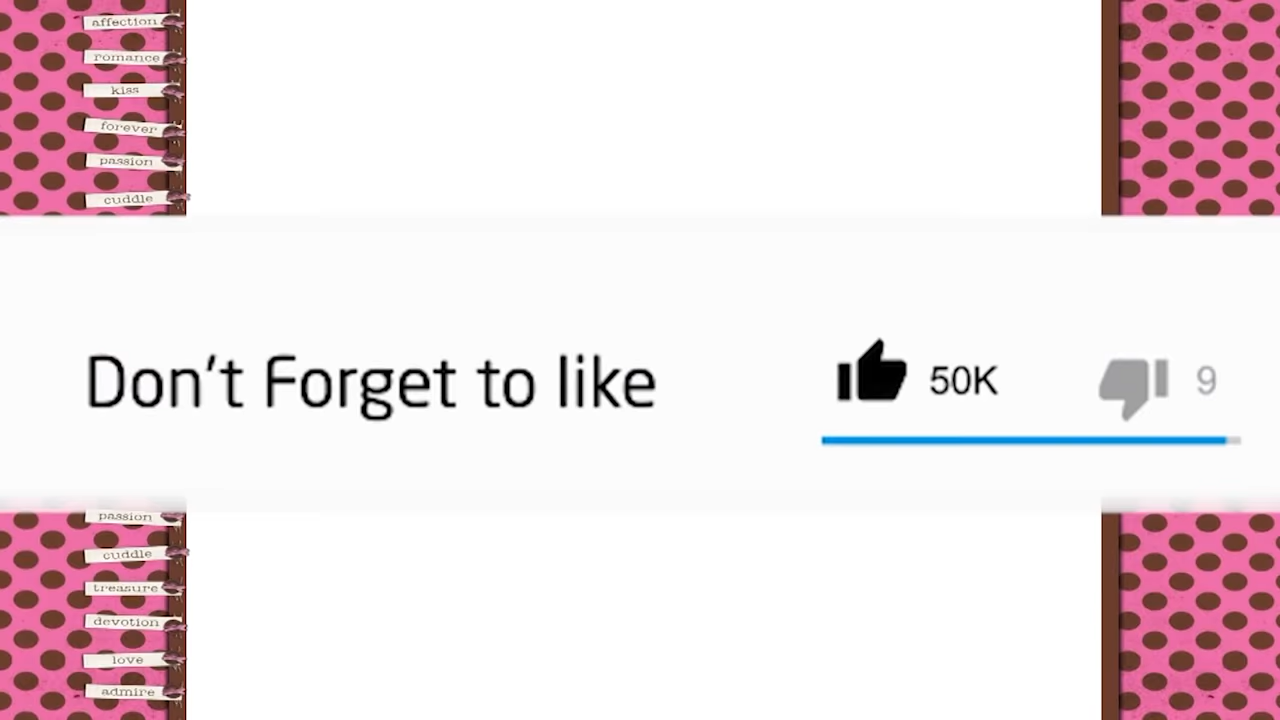 affection
romance
kiss
forever
passion
cuddle
Don't Forget to like
50K
9
passion
cuddle
treasure
devotion
love
admire